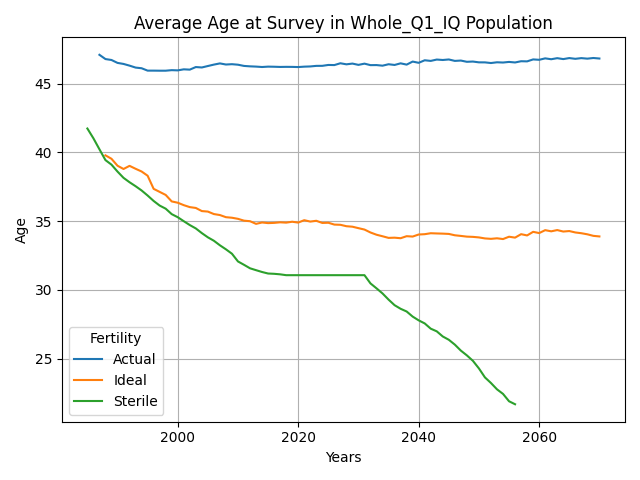 Average Age at Survey in Whole_Q1_IQ Population
Age
45
40
35
30
25
Fertility
Actual
Ideal
Sterile
2000
2020
2040
2060
Years